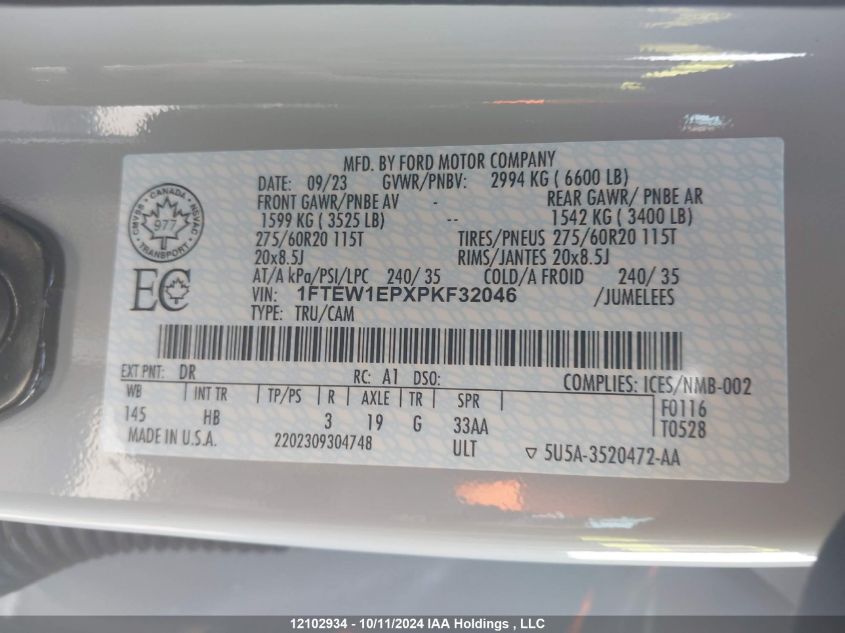 MFD. BY FORD MOTOR COMPANY
DATE: 09/23 GVWR/PNBV: 2994 KG ( 6600 LB)
FRONT GAWR/PNBE AV - REAR GAWR/ PNBE AR
1599 KG ( 3525 LB) -- 1542 KG ( 3400 LB)
275/60R20 115T TIRES/PNEUS 275/60R20 115T
20x8.5J RIMS/JANTES 20x8.5J
AT/A kPa/PSI/LPC 240/ 35 COLD/A FROID 240/ 35
VIN: 1FTEW1EPXPKF32046 /JUMELEES
TYPE: TRU/CAM
CANADA
CMVSS NSVAC
977
TRANSPORT
EC
EXT PNT: DR RC: A1 DSO: COMPLIES: ICES/NMB-002
WB INT TR TP/PS R AXLE TR SPR F0116
145 HB 3 19 G 33AA T0528
MADE IN U.S.A. 2202309304748 ULT ▽ 5U5A-3520472-AA
12102934 - 10/11/2024 IAA Holdings , LLC